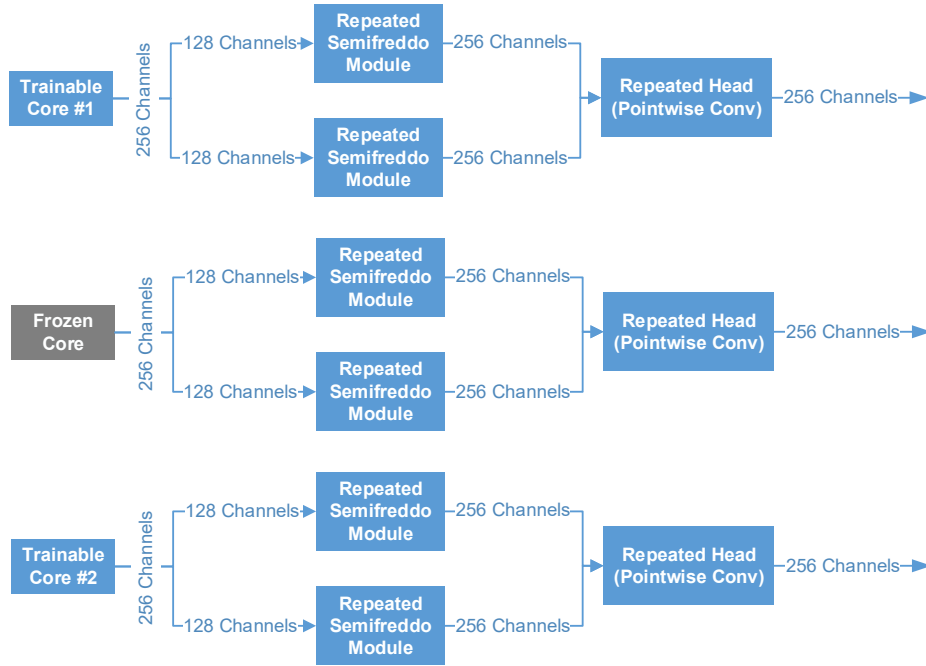 Trainable
Core #1
256 Channels
128 Channels
Repeated
Semifreddo
Module
256 Channels
128 Channels
Repeated
Semifreddo
Module
256 Channels
Repeated Head
(Pointwise Conv)
256 Channels
Frozen
Core
256 Channels
128 Channels
Repeated
Semifreddo
Module
256 Channels
128 Channels
Repeated
Semifreddo
Module
256 Channels
Repeated Head
(Pointwise Conv)
256 Channels
Trainable
Core #2
256 Channels
128 Channels
Repeated
Semifreddo
Module
256 Channels
128 Channels
Repeated
Semifreddo
Module
256 Channels
Repeated Head
(Pointwise Conv)
256 Channels